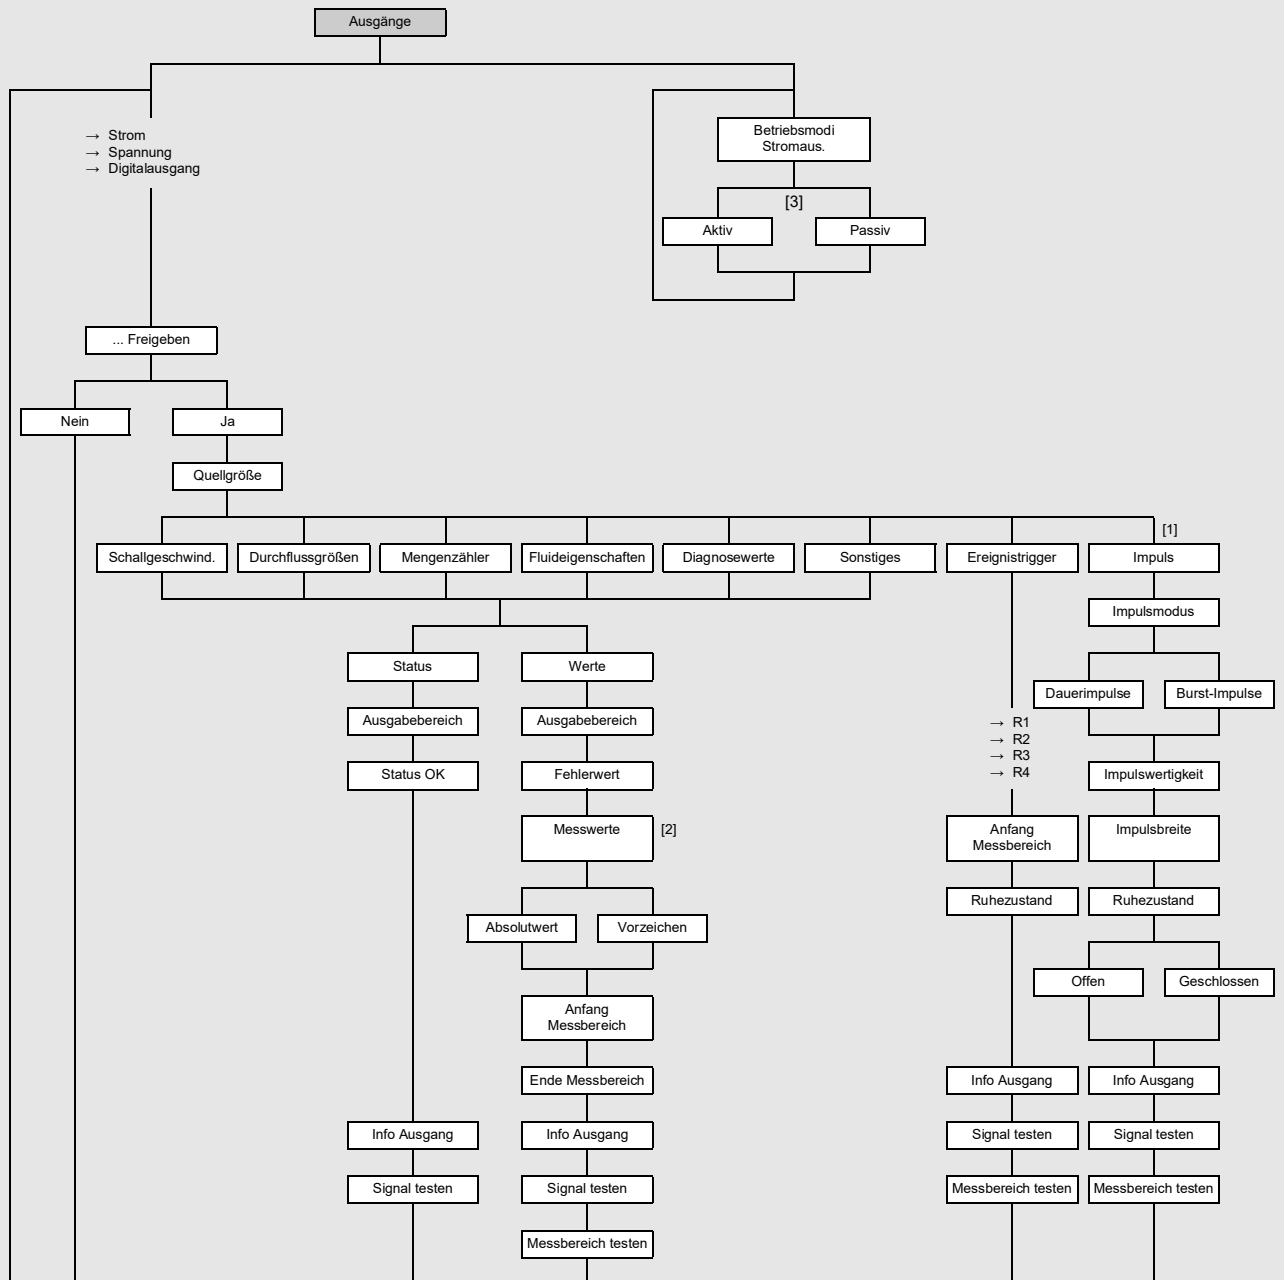 Ausgänge
→ Strom
→ Spannung
→ Digitalausgang
Betriebsmodi
Stromaus.
[3]
Aktiv
Passiv
... Freigeben
Nein
Ja
Quellgröße
[1]
Schallgeschwind.
Durchflussgrößen
Mengenzähler
Fluideigenschaften
Diagnosewerte
Sonstiges
Ereignistrigger
Impuls
Impulsmodus
Status
Werte
Dauerimpulse
Burst-Impulse
Ausgabebereich
Ausgabebereich
→ R1
→ R2
→ R3
→ R4
Status OK
Fehlerwert
Impulswertigkeit
Messwerte
[2]
Anfang
Messbereich
Impulsbreite
Ruhezustand
Ruhezustand
Absolutwert
Vorzeichen
Offen
Geschlossen
Anfang
Messbereich
Ende Messbereich
Info Ausgang
Info Ausgang
Info Ausgang
Info Ausgang
Signal testen
Signal testen
Signal testen
Signal testen
Messbereich testen
Messbereich testen
Messbereich testen